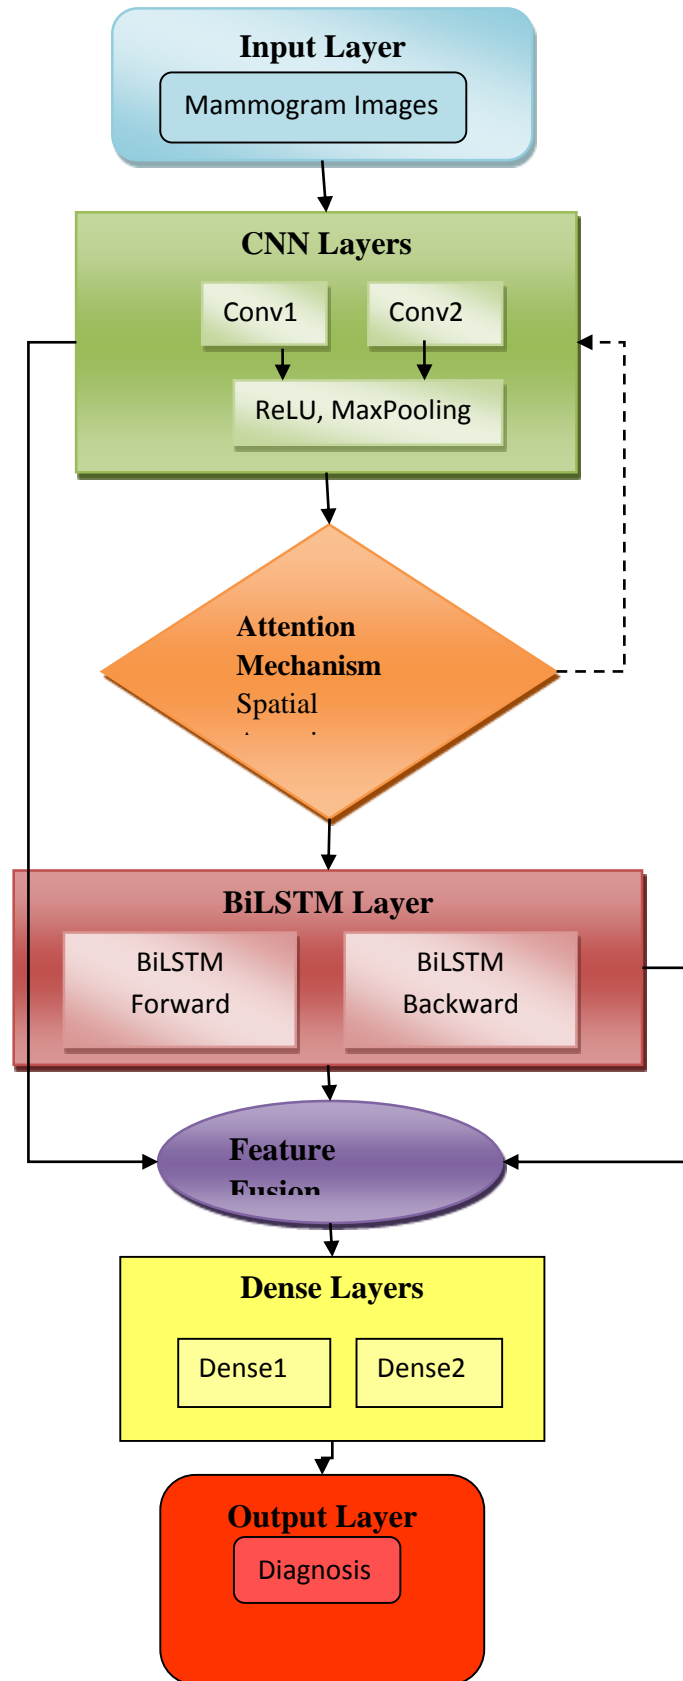 Input Layer
Mammogram Images
CNN Layers
Conv1
Conv2
ReLU, MaxPooling
Attention
Mechanism
Spatial
BiLSTM Layer
BiLSTM
Forward
BiLSTM
Backward
Feature
Fusion
Dense Layers
Dense1
Dense2
Output Layer
Diagnosis